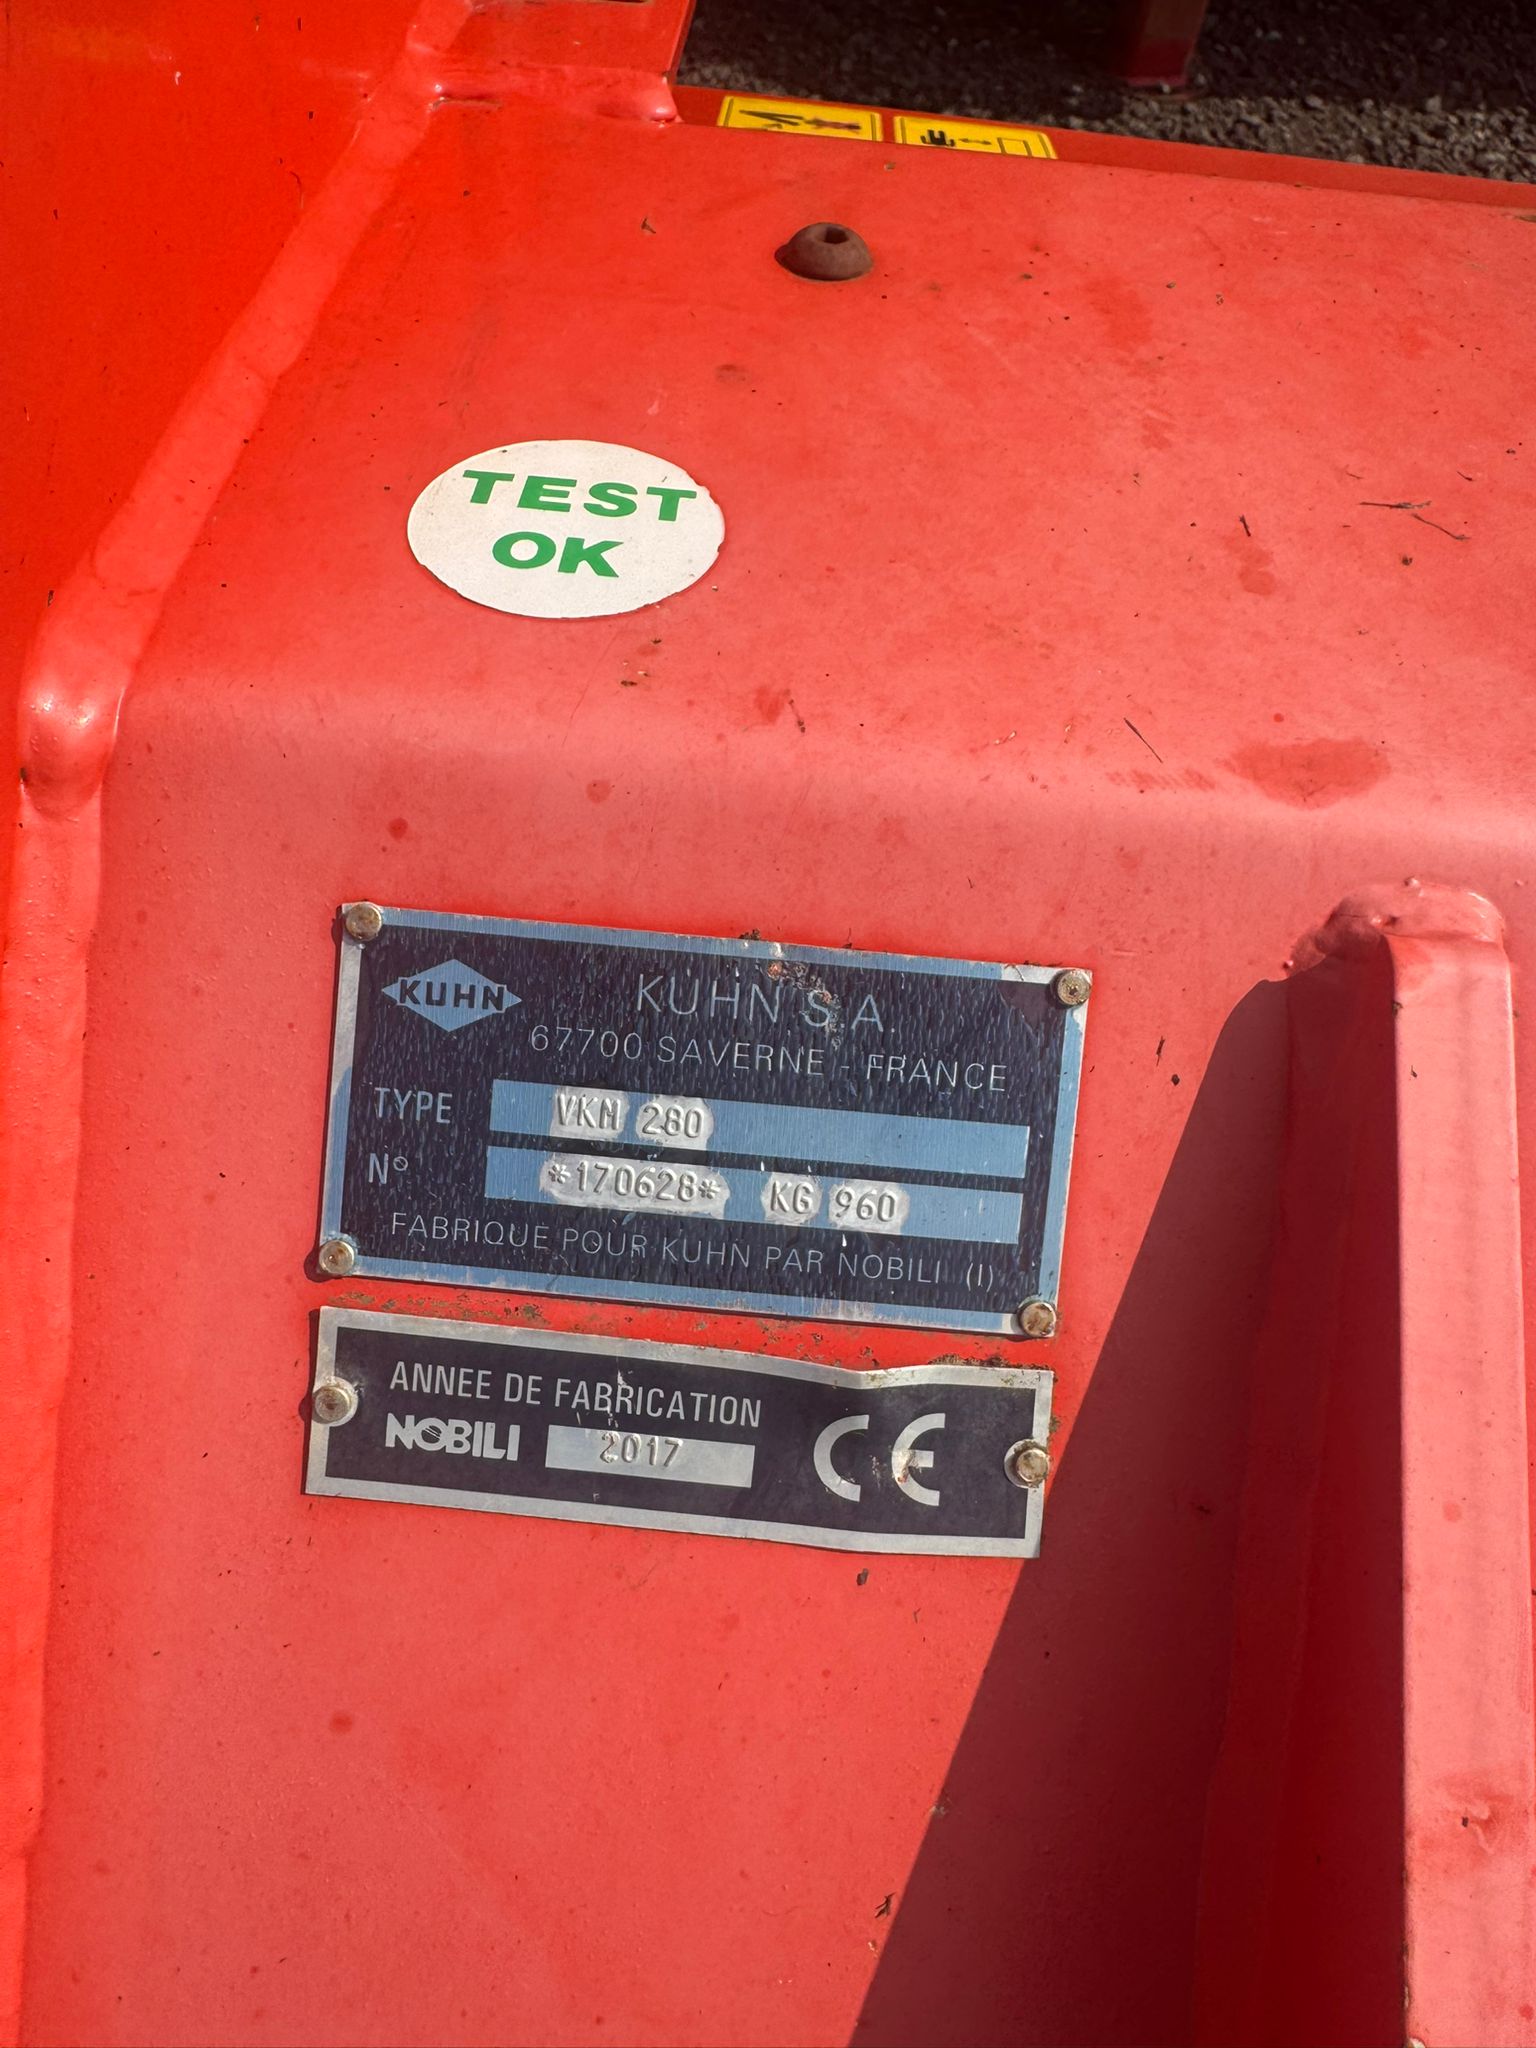 TEST
OK
KUHN
KUHN S.A.
67700 SAVERNE - FRANCE
TYPE VKM 280
N° *170628* KG 960
FABRIQUE POUR KUHN PAR NOBILI (I)
ANNEE DE FABRICATION
NOBILI 2017
CE